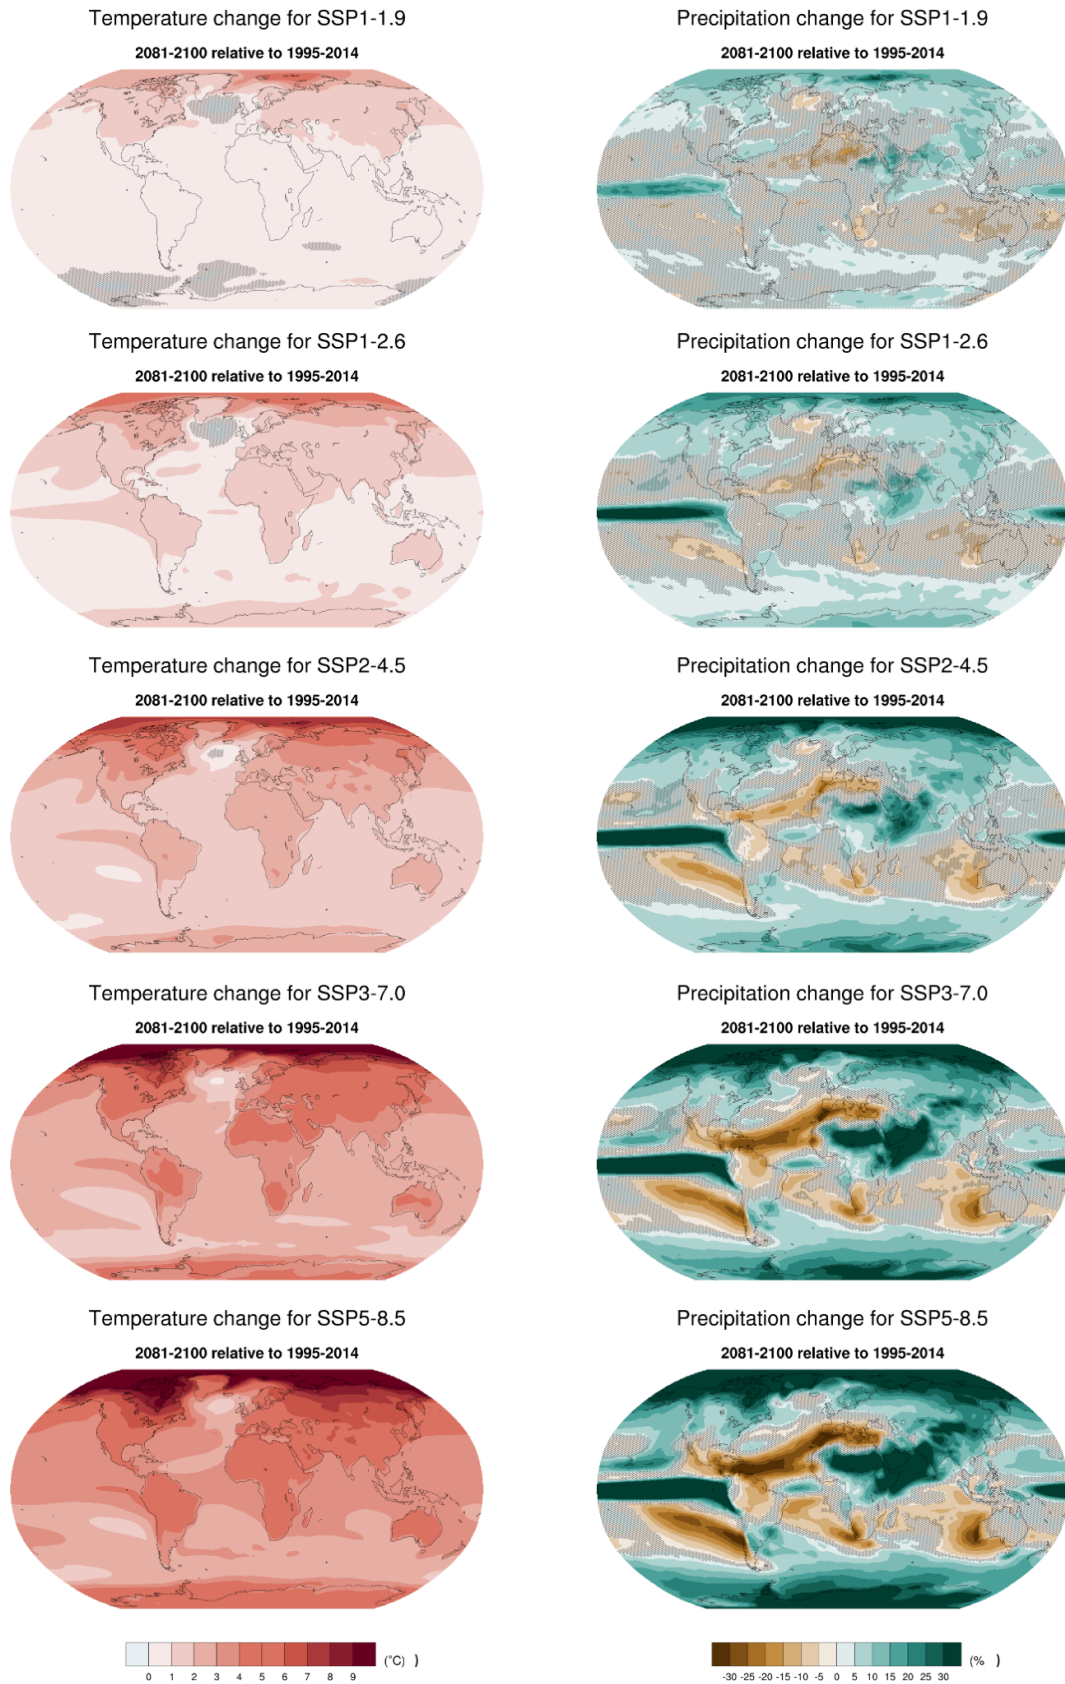 Temperature change for SSP1-1.9
Precipitation change for SSP1-1.9
2081-2100 relative to 1995-2014
2081-2100 relative to 1995-2014
Temperature change for SSP1-2.6
Precipitation change for SSP1-2.6
2081-2100 relative to 1995-2014
2081-2100 relative to 1995-2014
Temperature change for SSP2-4.5
Precipitation change for SSP2-4.5
2081-2100 relative to 1995-2014
2081-2100 relative to 1995-2014
Temperature change for SSP3-7.0
Precipitation change for SSP3-7.0
2081-2100 relative to 1995-2014
2081-2100 relative to 1995-2014
Temperature change for SSP5-8.5
Precipitation change for SSP5-8.5
2081-2100 relative to 1995-2014
2081-2100 relative to 1995-2014
(°C) )
0 1 2 3 4 5 6 7 8 9
(% )
-30 -25 -20 -15 -10 -5 0 5 10 15 20 25 30